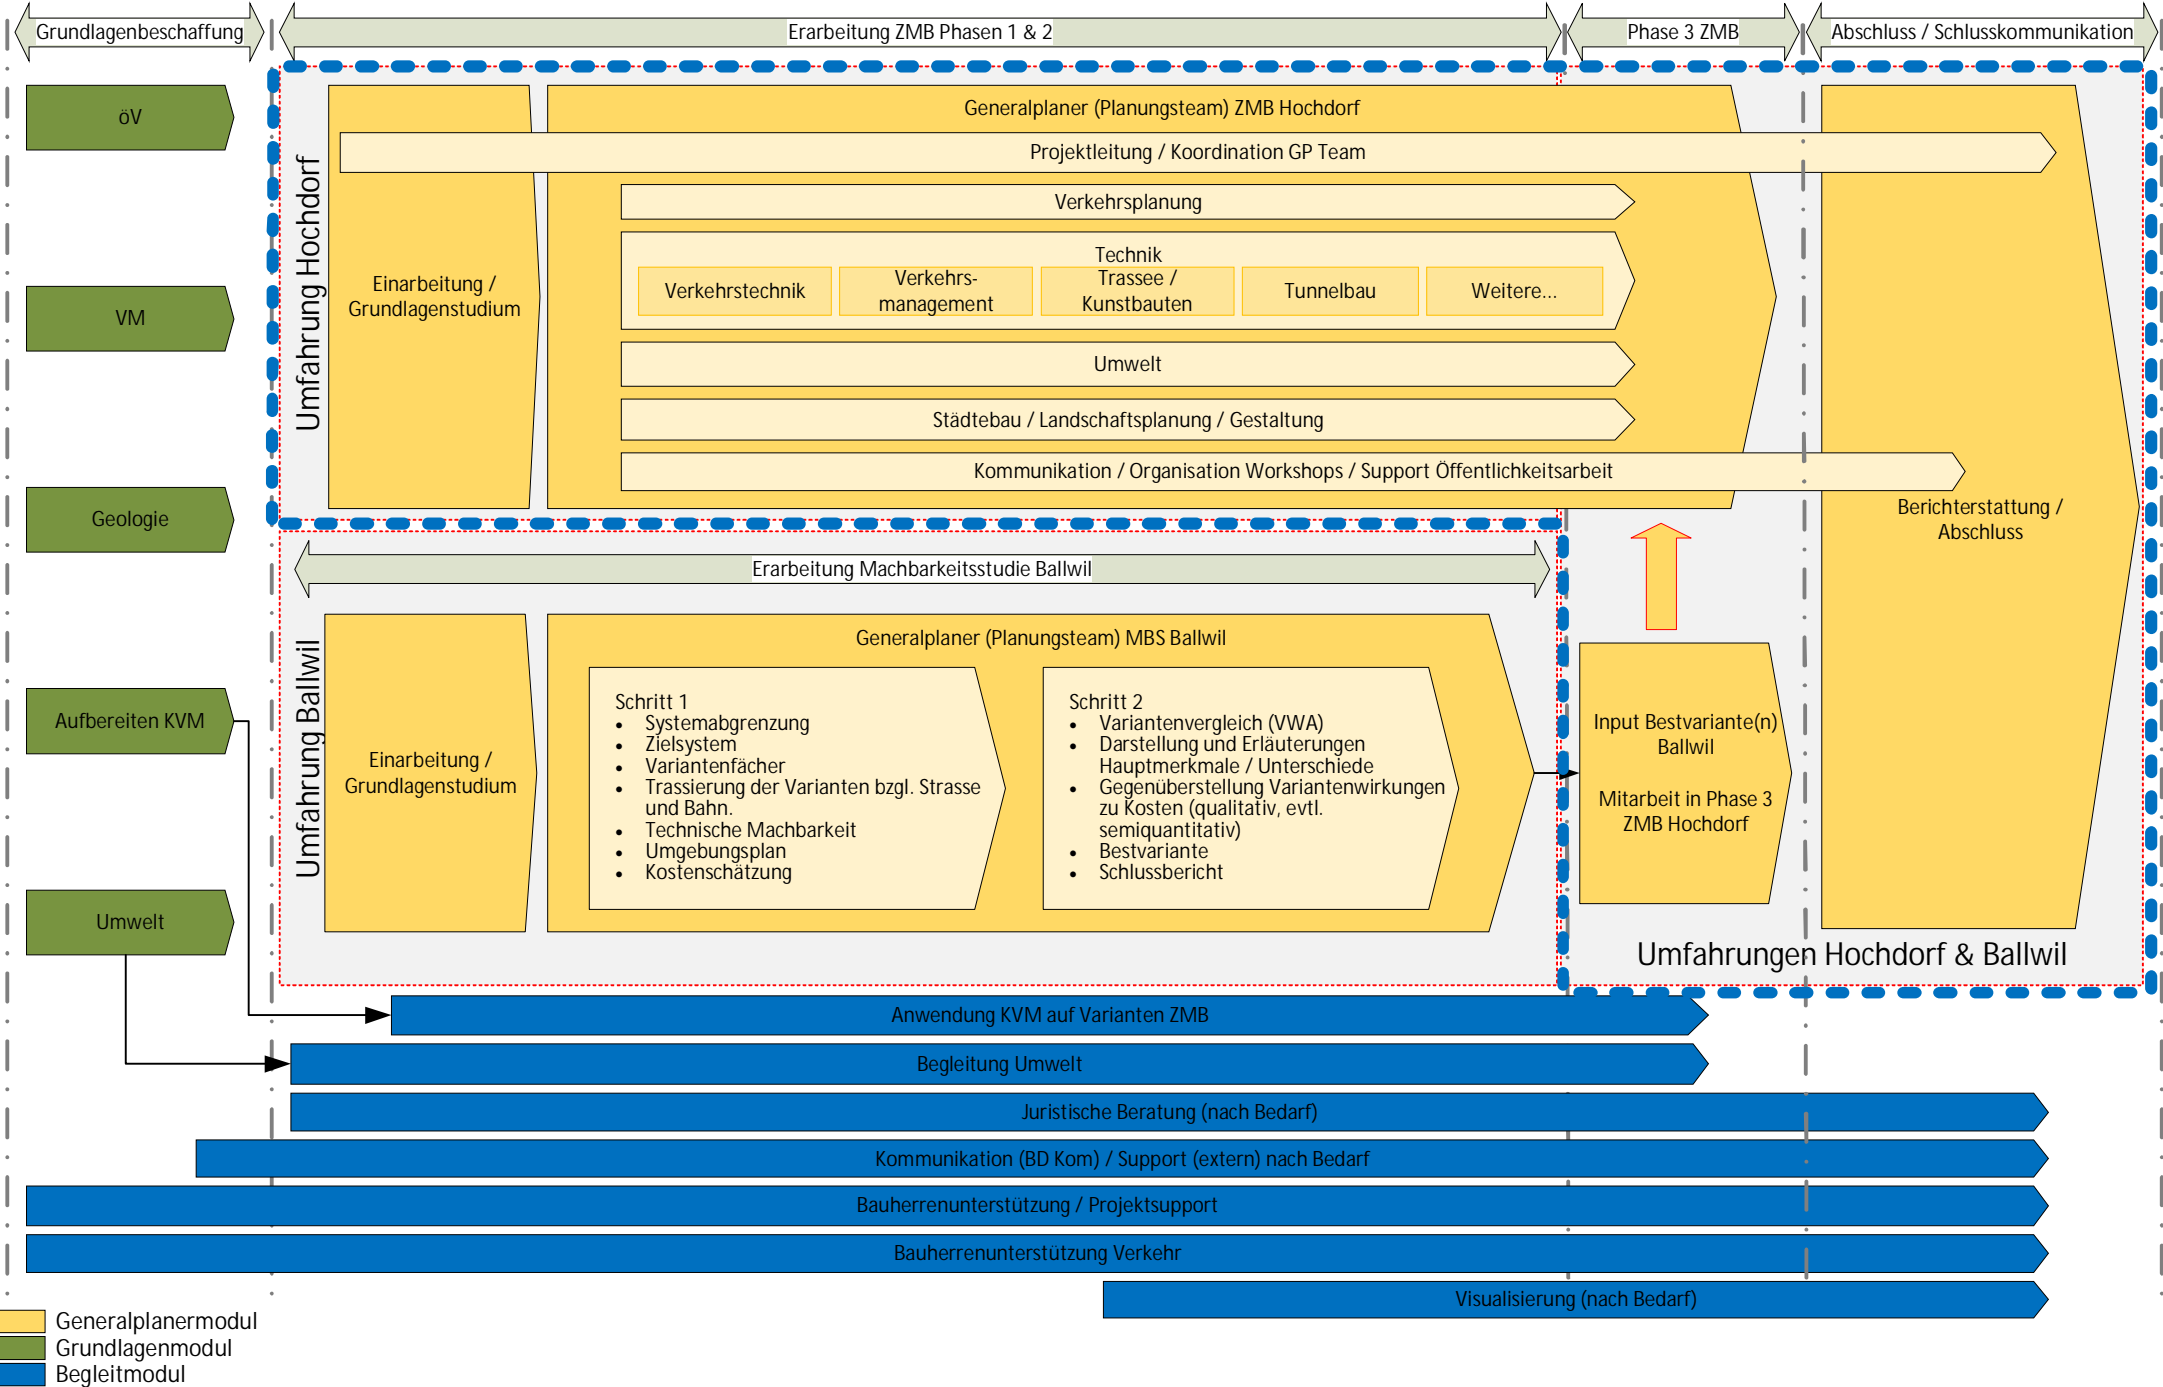 Grundlagenbeschaffung
Erarbeitung ZMB Phasen 1 & 2
Phase 3 ZMB
Abschluss / Schlusskommunikation
öV
VM
Geologie
Aufbereiten KVM
Umwelt
Umfahrung Hochdorf
Einarbeitung /
Grundlagenstudium
Generalplaner (Planungsteam) ZMB Hochdorf
Projektleitung / Koordination GP Team
Verkehrsplanung
Technik
Verkehrstechnik
Verkehrs-
management
Trassee /
Kunstbauten
Tunnelbau
Weitere...
Umwelt
Städtebau / Landschaftsplanung / Gestaltung
Kommunikation / Organisation Workshops / Support Öffentlichkeitsarbeit
Berichterstattung /
Abschluss
Erarbeitung Machbarkeitsstudie Ballwil
Umfahrung Ballwil
Einarbeitung /
Grundlagenstudium
Generalplaner (Planungsteam) MBS Ballwil
Schritt 1
• Systemabgrenzung
• Zielsystem
• Variantenfächer
• Trassierung der Varianten bzgl. Strasse
und Bahn.
• Technische Machbarkeit
• Umgebungsplan
• Kostenschätzung
Schritt 2
• Variantenvergleich (VWA)
• Darstellung und Erläuterungen
Hauptmerkmale / Unterschiede
• Gegenüberstellung Variantenwirkungen
zu Kosten (qualitativ, evtl.
semiquantitativ)
• Bestvariante
• Schlussbericht
Input Bestvariante(n)
Ballwil
Mitarbeit in Phase 3
ZMB Hochdorf
Umfahrungen Hochdorf & Ballwil
Anwendung KVM auf Varianten ZMB
Begleitung Umwelt
Juristische Beratung (nach Bedarf)
Kommunikation (BD Kom) / Support (extern) nach Bedarf
Bauherrenunterstützung / Projektsupport
Bauherrenunterstützung Verkehr
Visualisierung (nach Bedarf)
Generalplanermodul
Grundlagenmodul
Begleitmodul